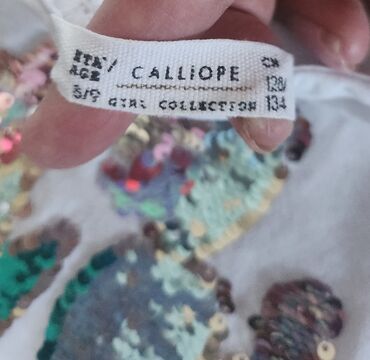 ETA'/
AGE
8/9
CALLiOPE
GIRL COLLECTION
CM
128/
134